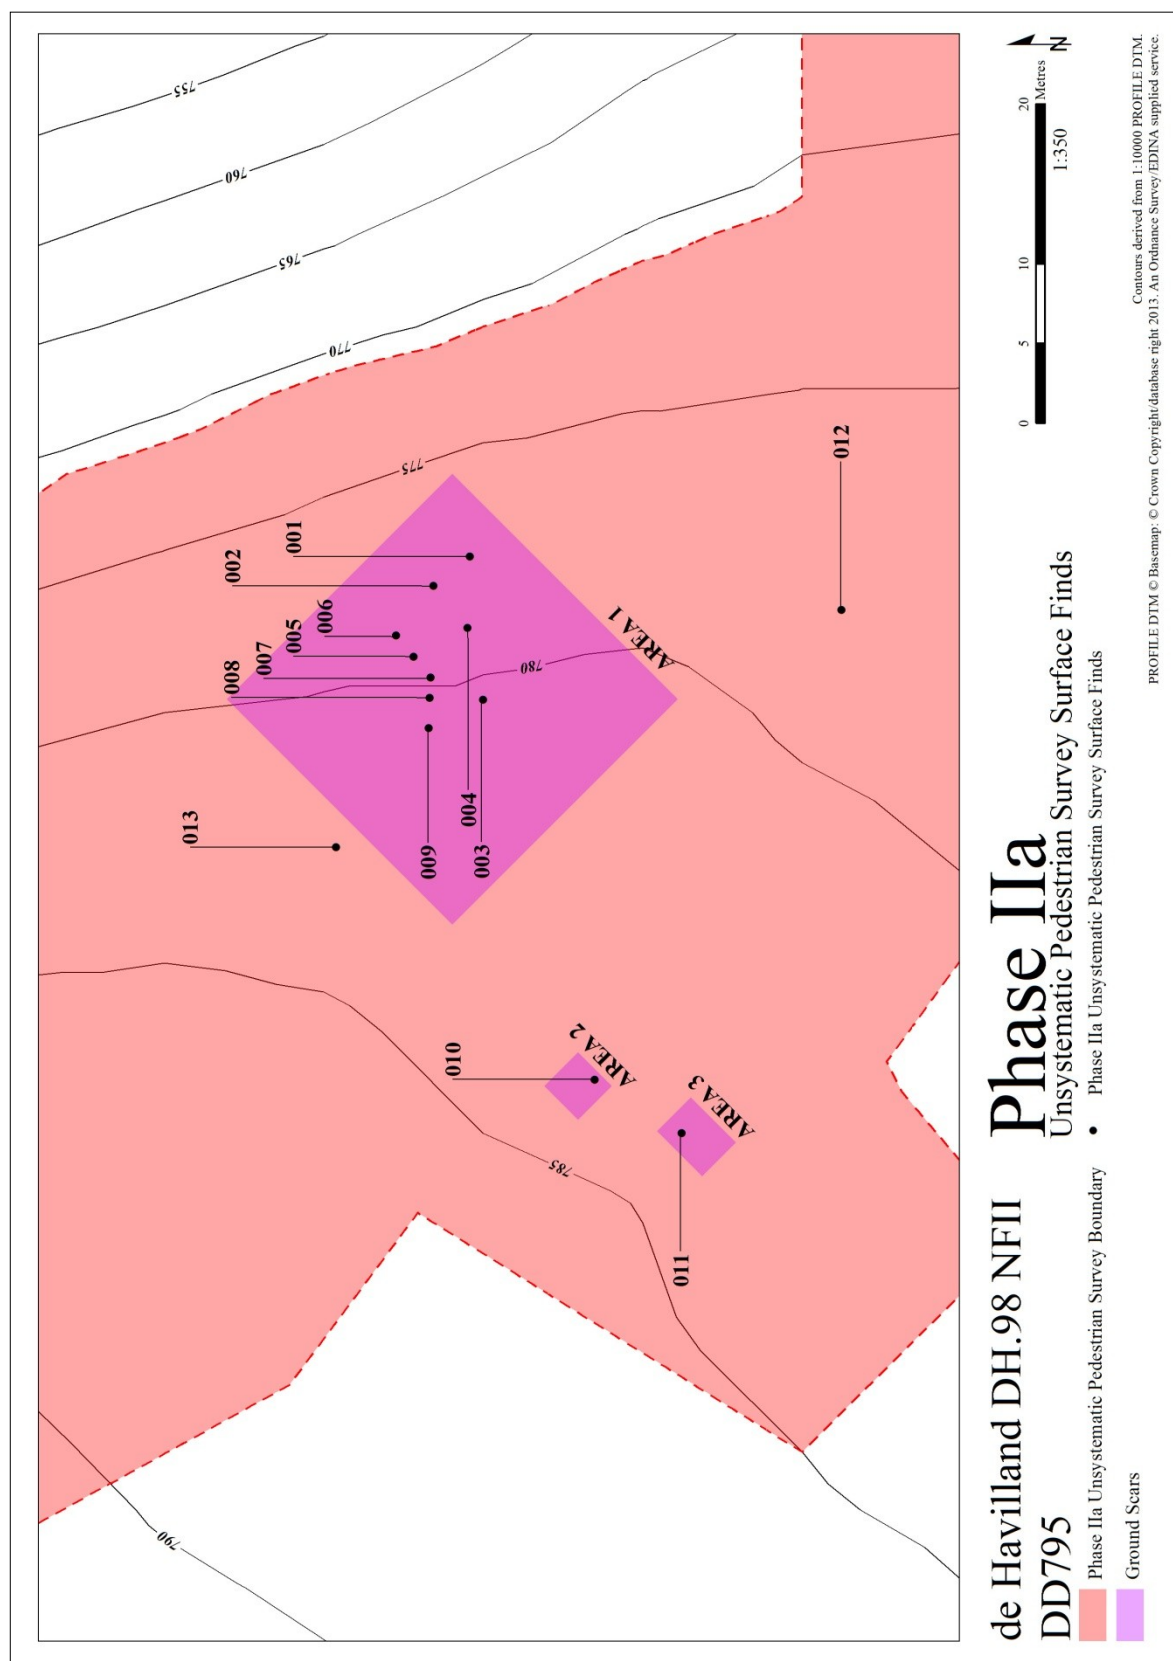 755
760
765
770
775
780
785
790
001
002
006
005
007
008
009
004
003
013
012
AREA 1
010
AREA 2
011
AREA 3
de Havilland DH.98 NFII
DD795
Phase IIa
Unsystematic Pedestrian Survey Surface Finds
Phase IIa Unsystematic Pedestrian Survey Boundary
Ground Scars
Phase IIa Unsystematic Pedestrian Survey Surface Finds
0 5 10 20
Metres
1:350
N
Contours derived from 1:10000 PROFILE DTM.
PROFILE DTM © Basemap: © Crown Copyright/database right 2013. An Ordnance Survey/EDINA supplied service.